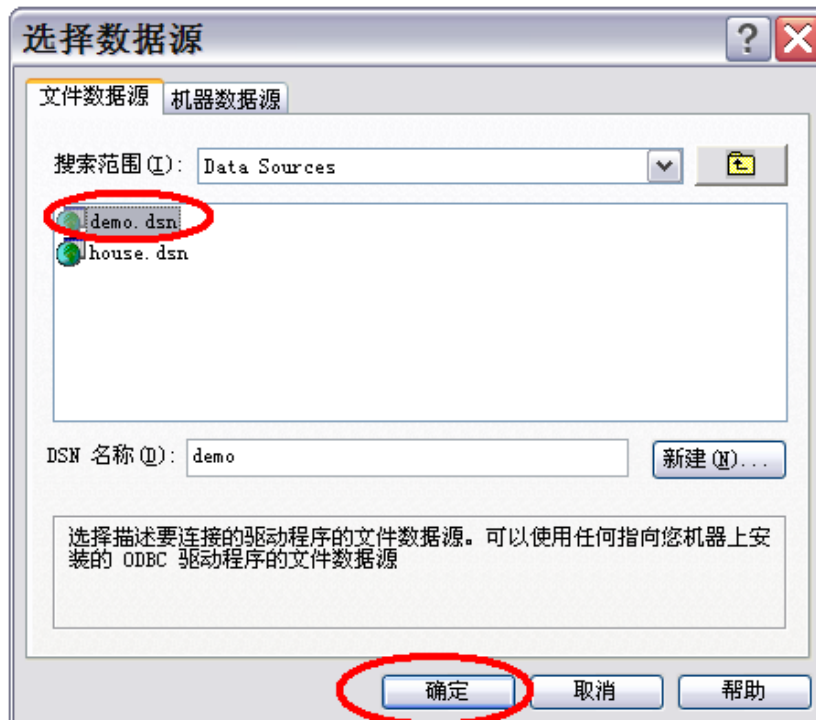 选择数据源
文件数据源 机器数据源
搜索范围(I): Data Sources
demo.dsn
house.dsn
DSN 名称(D): demo 新建(N)...
选择描述要连接的驱动程序的文件数据源。可以使用任何指向您机器上安
装的 ODBC 驱动程序的文件数据源
确定 取消 帮助